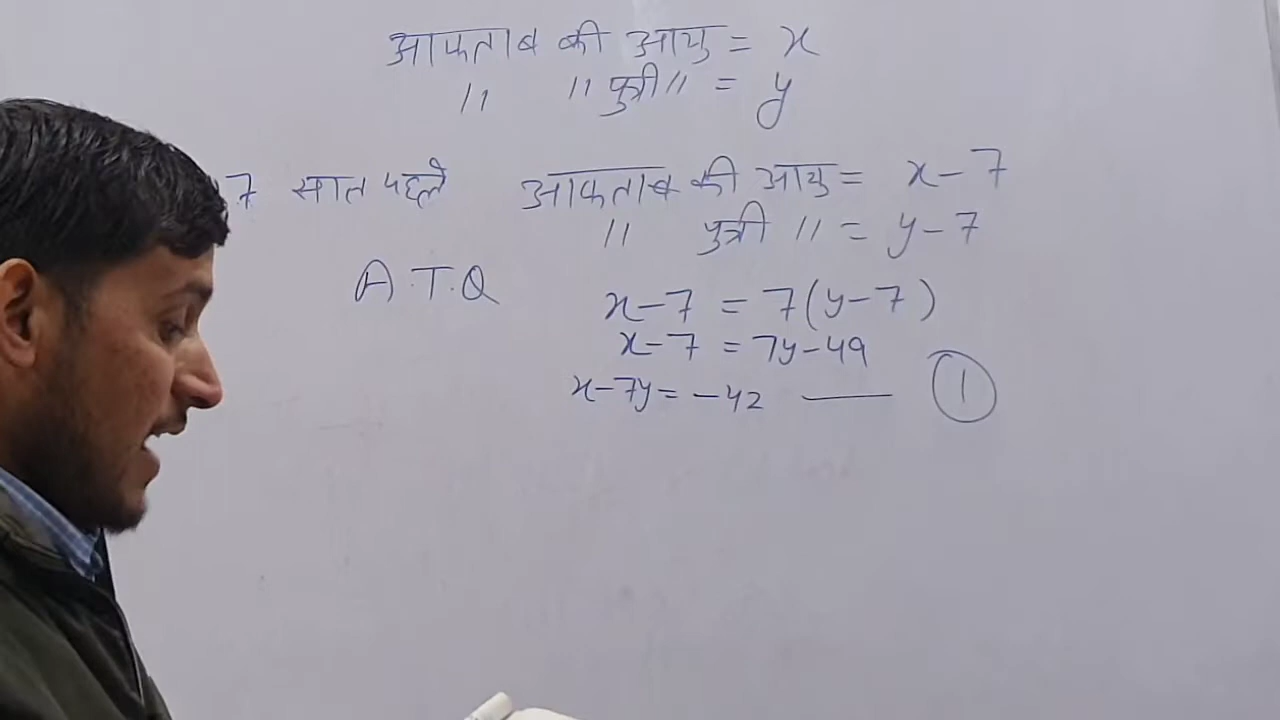 आफताब की आयु = x
" " पुत्री " = y
7 साल पहले आफताब की आयु = x - 7
" पुत्री " = y - 7
A.T.Q x - 7 = 7(y - 7)
x - 7 = 7y - 49
x - 7y = -42 —— ①